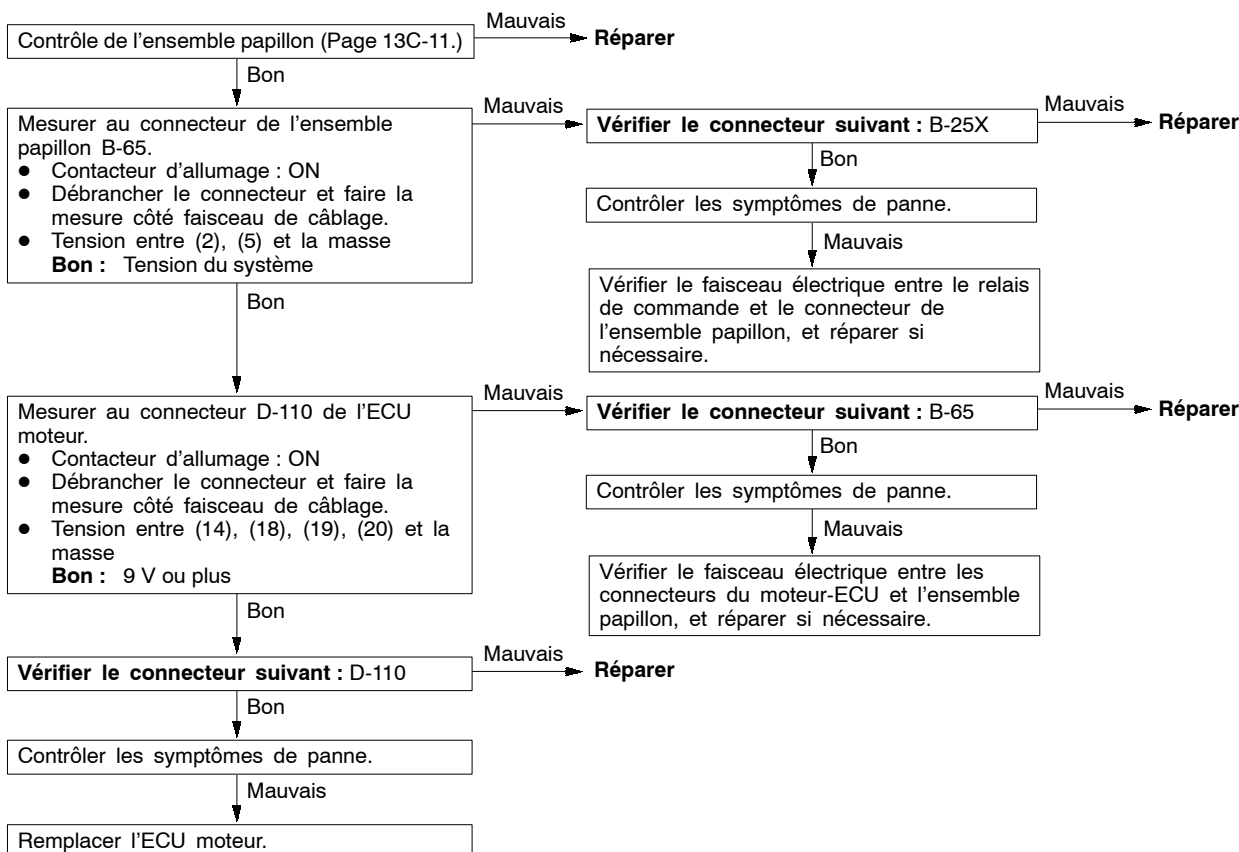 Contrôle de l'ensemble papillon (Page 13C-11.)
Mauvais
Réparer
Bon
Mesurer au connecteur de l'ensemble
papillon B-65.
● Contacteur d'allumage : ON
● Débrancher le connecteur et faire la
mesure côté faisceau de câblage.
● Tension entre (2), (5) et la masse
Bon : Tension du système
Mauvais
Vérifier le connecteur suivant : B-25X
Mauvais
Réparer
Bon
Contrôler les symptômes de panne.
Mauvais
Vérifier le faisceau électrique entre le relais
de commande et le connecteur de
l'ensemble papillon, et réparer si
nécessaire.
Bon
Mesurer au connecteur D-110 de l'ECU
moteur.
● Contacteur d'allumage : ON
● Débrancher le connecteur et faire la
mesure côté faisceau de câblage.
● Tension entre (14), (18), (19), (20) et la
masse
Bon : 9 V ou plus
Mauvais
Vérifier le connecteur suivant : B-65
Mauvais
Réparer
Bon
Contrôler les symptômes de panne.
Mauvais
Vérifier le faisceau électrique entre les
connecteurs du moteur-ECU et l'ensemble
papillon, et réparer si nécessaire.
Bon
Vérifier le connecteur suivant : D-110
Mauvais
Réparer
Bon
Contrôler les symptômes de panne.
Mauvais
Remplacer l'ECU moteur.